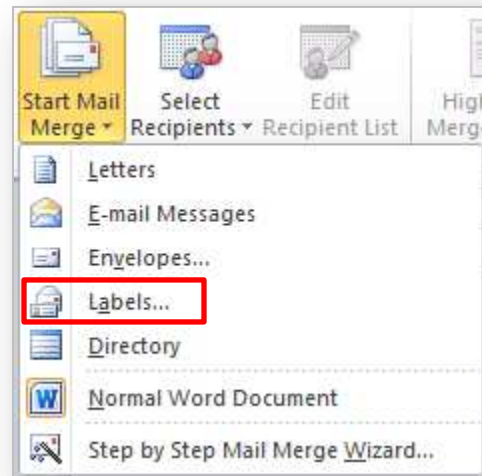 Start Mail Merge
Select Recipients
Edit Recipient List
Merge
Letters
E-mail Messages
Envelopes...
Labels...
Directory
Normal Word Document
Step by Step Mail Merge Wizard...